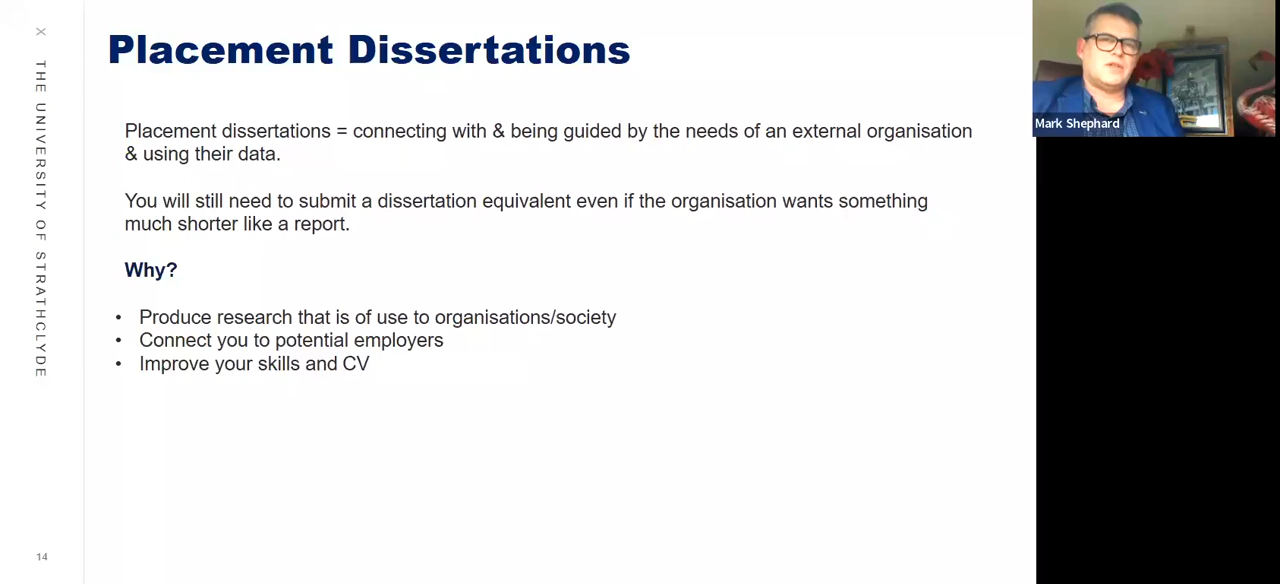 X THE UNIVERSITY OF STRATHCLYDE
Placement Dissertations
Placement dissertations = connecting with & being guided by the needs of an external organisation
& using their data.
You will still need to submit a dissertation equivalent even if the organisation wants something
much shorter like a report.
Why?
• Produce research that is of use to organisations/society
• Connect you to potential employers
• Improve your skills and CV
14
Mark Shephard